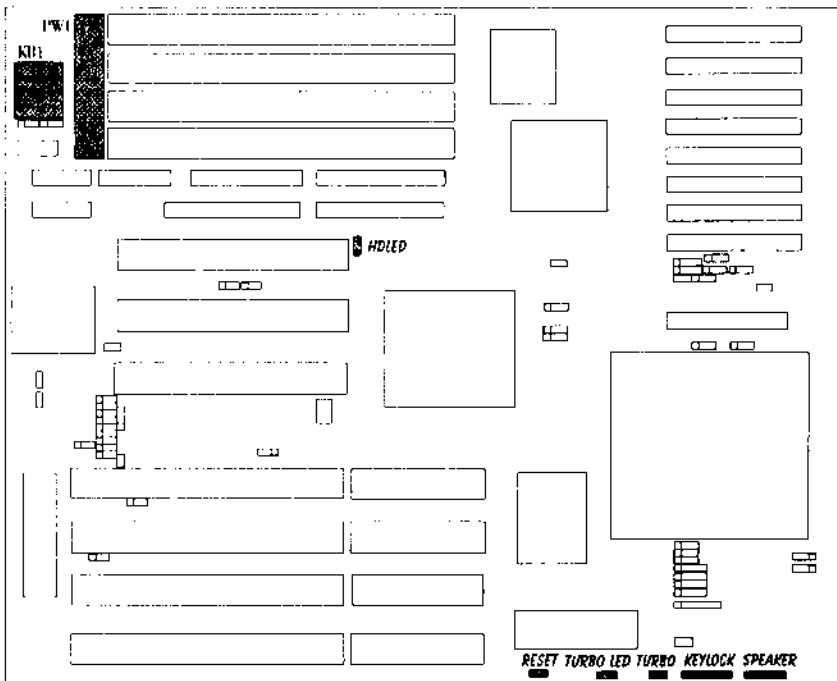 PW1
KB1
HDLED
RESET TURBO LED TURBO KEYLOCK SPEAKER